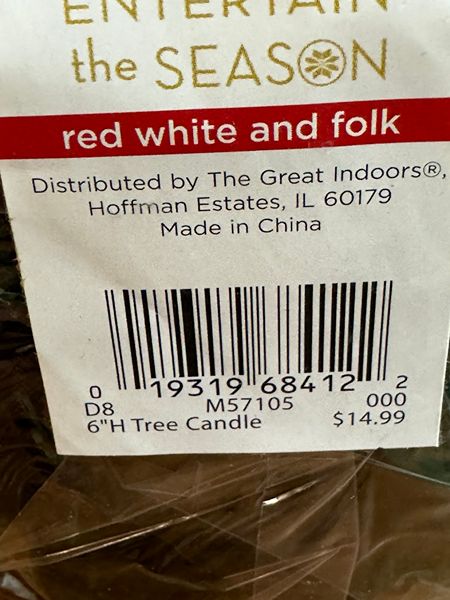 ENTERTAIN
the SEASON
red white and folk
Distributed by The Great Indoors®,
Hoffman Estates, IL 60179
Made in China
0 19319 68412 2
D8 M57105 000
6"H Tree Candle $14.99